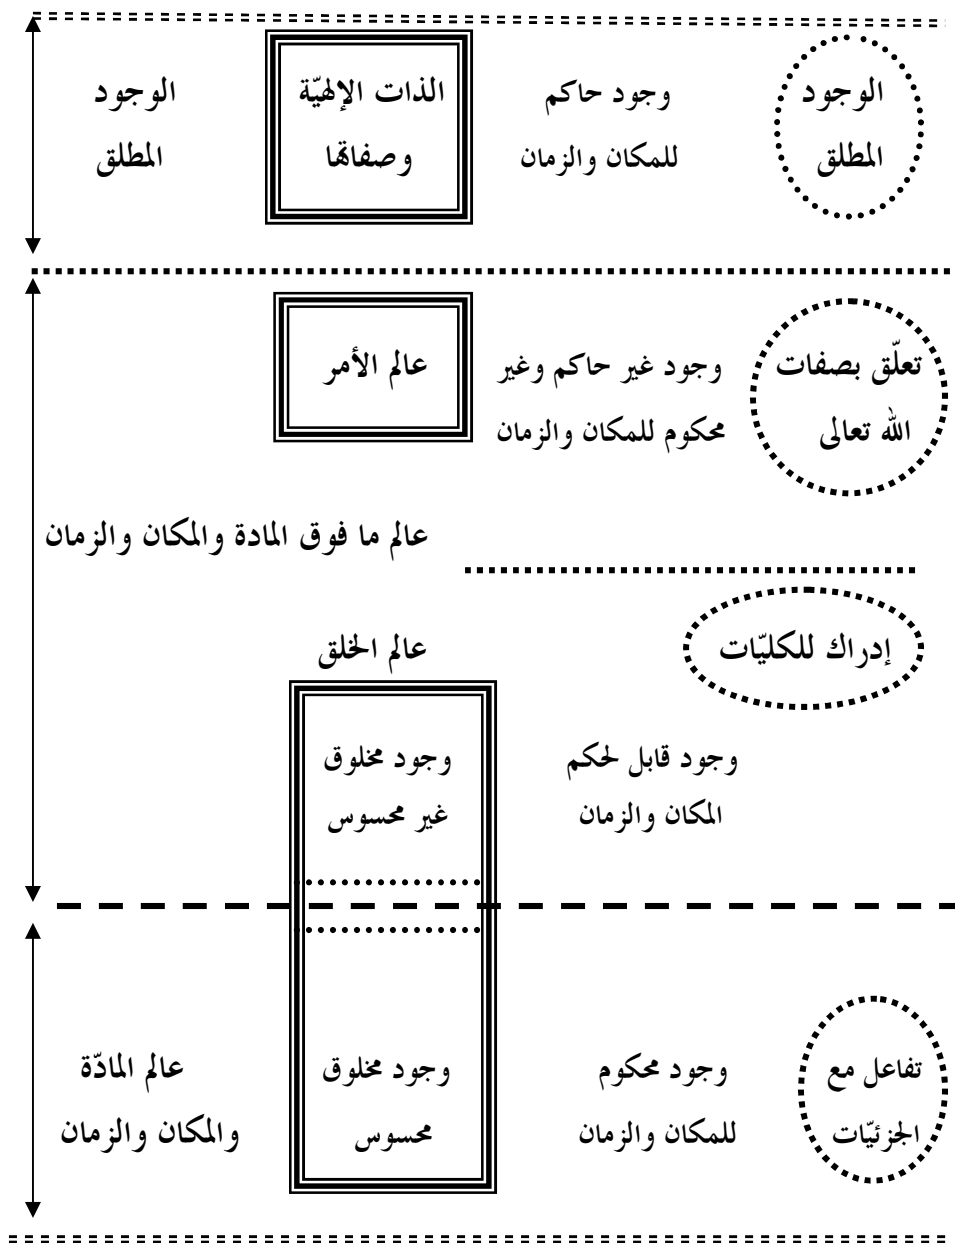 الوجود
المطلق
وجود حاكم
للمكان والزمان
الذات الإلهيّة
وصفاتها
الوجود
المطلق
تعلّق بصفات
الله تعالى
وجود غير حاكم وغير
محكوم للمكان والزمان
عالم الأمر
عالم ما فوق المادة والمكان والزمان
إدراك للكليّات
عالم الخلق
وجود قابل لحكم
المكان والزمان
وجود مخلوق
غير محسوس
تفاعل مع
الجزئيّات
وجود محكوم
للمكان والزمان
وجود مخلوق
محسوس
عالم المادّة
والمكان والزمان